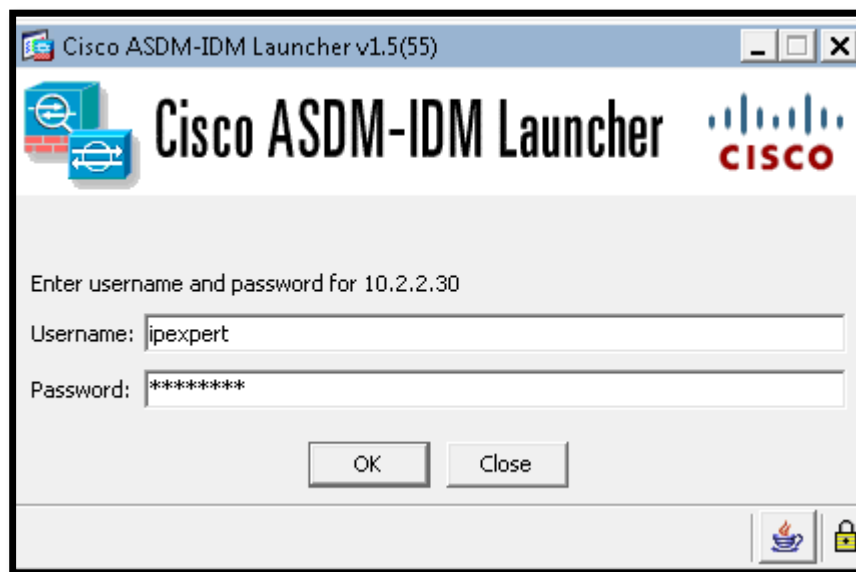 Cisco ASDM-IDM Launcher v1.5(55)
Cisco ASDM-IDM Launcher
CISCO
Enter username and password for 10.2.2.30
Username: ipexpert
Password: ********
OK Close